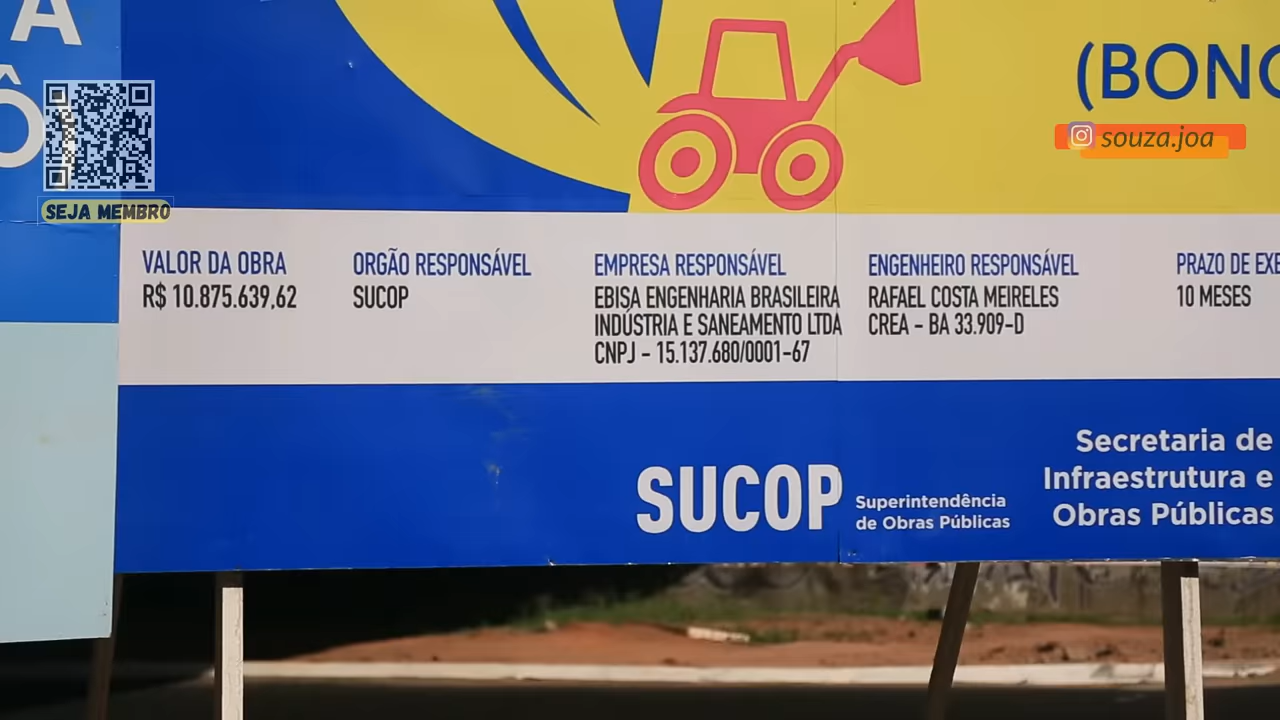 A
Ô
SEJA MEMBRO
(BONO
souza.joa
VALOR DA OBRA
R$ 10.875.639,62
ORGÃO RESPONSÁVEL
SUCOP
EMPRESA RESPONSÁVEL
EBISA ENGENHARIA BRASILEIRA
INDÚSTRIA E SANEAMENTO LTDA
CNPJ - 15.137.680/0001-67
ENGENHEIRO RESPONSÁVEL
RAFAEL COSTA MEIRELES
CREA - BA 33.909-D
PRAZO DE EXE
10 MESES
SUCOP
Superintendência
de Obras Públicas
Secretaria de
Infraestrutura e
Obras Públicas